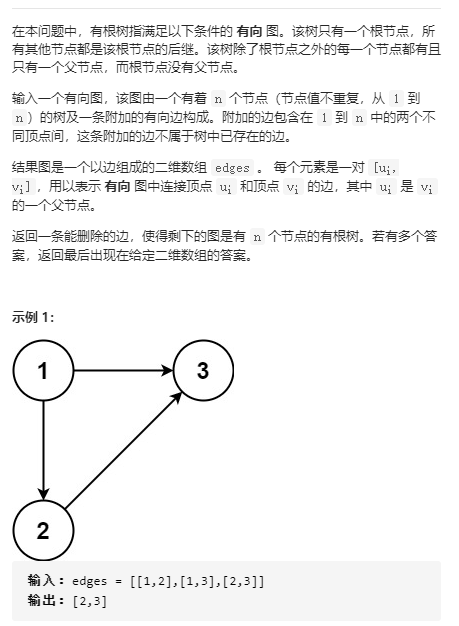 在本问题中，有根树指满足以下条件的 有向 图。该树只有一个根节点，所
有其他节点都是该根节点的后继。该树除了根节点之外的每一个节点都有且
只有一个父节点，而根节点没有父节点。
输入一个有向图，该图由一个有着 n 个节点（节点值不重复，从 1 到
n ）的树及一条附加的有向边构成。附加的边包含在 1 到 n 中的两个不
同顶点间，这条附加的边不属于树中已存在的边。
结果图是一个以边组成的二维数组 edges 。 每个元素是一对 [ui,
vi] ，用以表示 有向 图中连接顶点 ui 和顶点 vi 的边，其中 ui 是 vi
的一个父节点。
返回一条能删除的边，使得剩下的图是有 n 个节点的有根树。若有多个答
案，返回最后出现在给定二维数组的答案。
示例 1：
1
3
2
输入：edges = [[1,2],[1,3],[2,3]]
输出：[2,3]